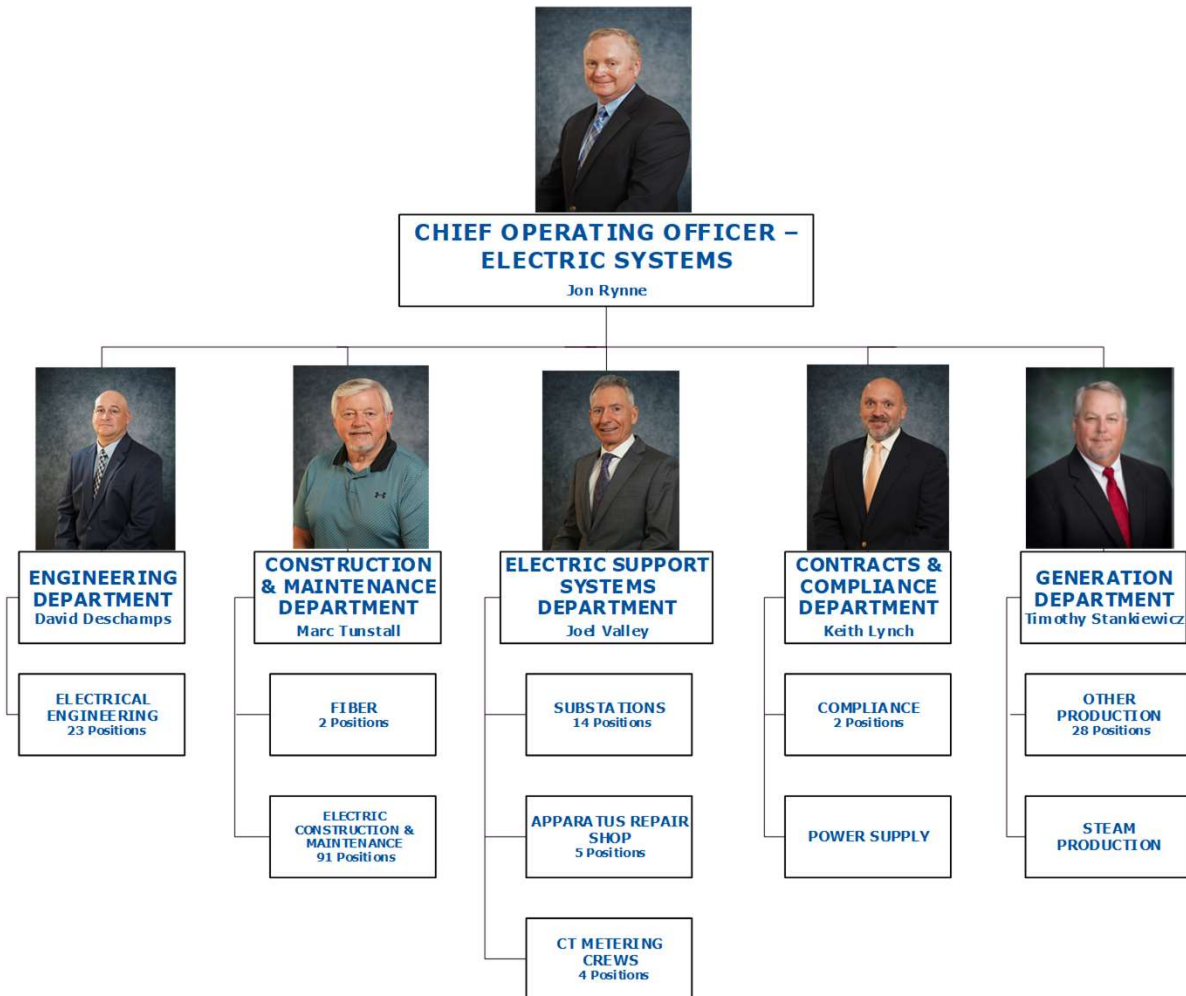 CHIEF OPERATING OFFICER –
ELECTRIC SYSTEMS
Jon Rynne
ENGINEERING
DEPARTMENT
David Deschamps
CONSTRUCTION
& MAINTENANCE
DEPARTMENT
Marc Tunstall
ELECTRIC SUPPORT
SYSTEMS
DEPARTMENT
Joel Valley
CONTRACTS &
COMPLIANCE
DEPARTMENT
Keith Lynch
GENERATION
DEPARTMENT
Timothy Stankiewicz
ELECTRICAL
ENGINEERING
23 Positions
FIBER
2 Positions
SUBSTATIONS
14 Positions
COMPLIANCE
2 Positions
OTHER
PRODUCTION
28 Positions
ELECTRIC
CONSTRUCTION &
MAINTENANCE
91 Positions
APPARATUS REPAIR
SHOP
5 Positions
POWER SUPPLY
STEAM
PRODUCTION
CT METERING
CREWS
4 Positions